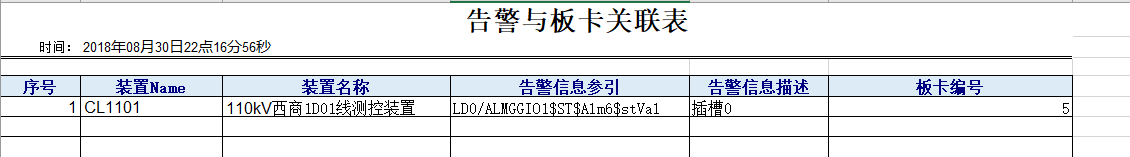 告警与板卡关联表
时间： 2018年08月30日22点16分56秒
序号 装置Name 装置名称 告警信息参引 告警信息描述 板卡编号
1 CL1101 110kV西商1D01线测控装置 LD0/ALMGGIO1$ST$Alm6$stVal 插槽0 5